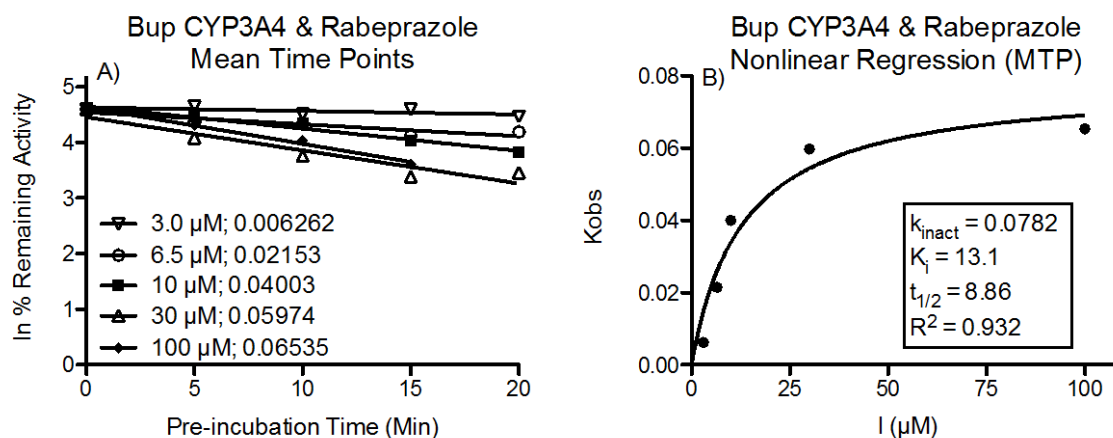 Bup CYP3A4 & Rabeprazole
Mean Time Points
A)
5
4
3
2
1
0
ln % Remaining Activity
3.0 µM; 0.006262
6.5 µM; 0.02153
10 µM; 0.04003
30 µM; 0.05974
100 µM; 0.06535
0 5 10 15 20
Pre-incubation Time (Min)
Bup CYP3A4 & Rabeprazole
Nonlinear Regression (MTP)
B)
0.08
0.06
0.04
0.02
0.00
Kobs
kinact = 0.0782
Ki = 13.1
t1/2 = 8.86
R² = 0.932
0 25 50 75 100
I (µM)